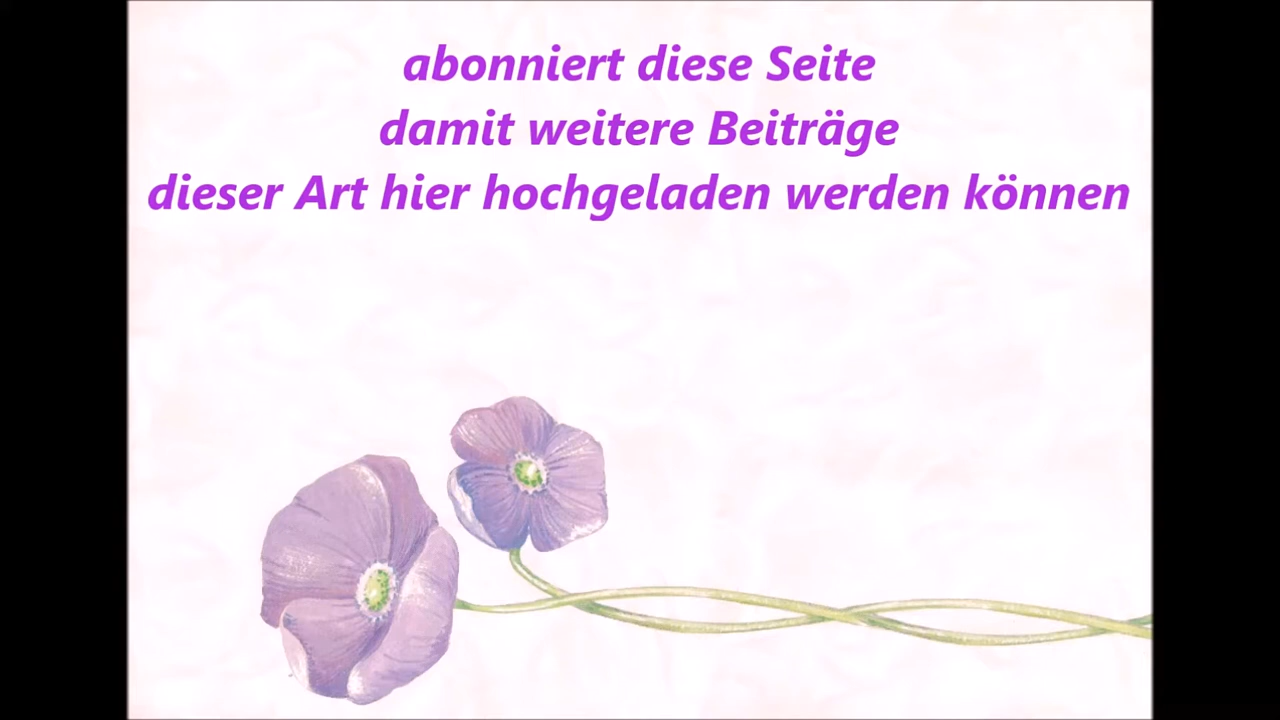 abonniert diese Seite
damit weitere Beiträge
dieser Art hier hochgeladen werden können